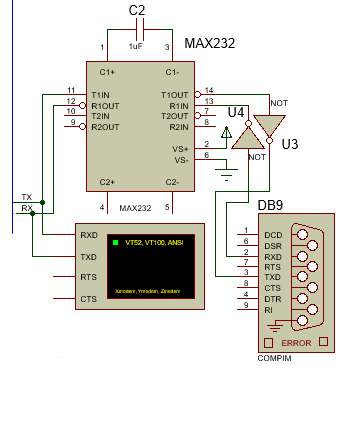 C2
1uF
MAX232
1
3
C1+
C1-
11
T1IN
T1OUT
14
12
R1OUT
R1IN
13
10
T2IN
T2OUT
7
9
R2OUT
R2IN
8
VS+
2
VS-
6
C2+
C2-
4
MAX232
5
U4
NOT
U3
NOT
TX
RX
RXD
TXD
RTS
CTS
VT52, VT100, ANSI
Xmodem, Ymodem, Zmodem
DB9
1
DCD
6
DSR
2
RXD
7
RTS
3
TXD
8
CTS
4
DTR
9
RI
ERROR
COMPIM